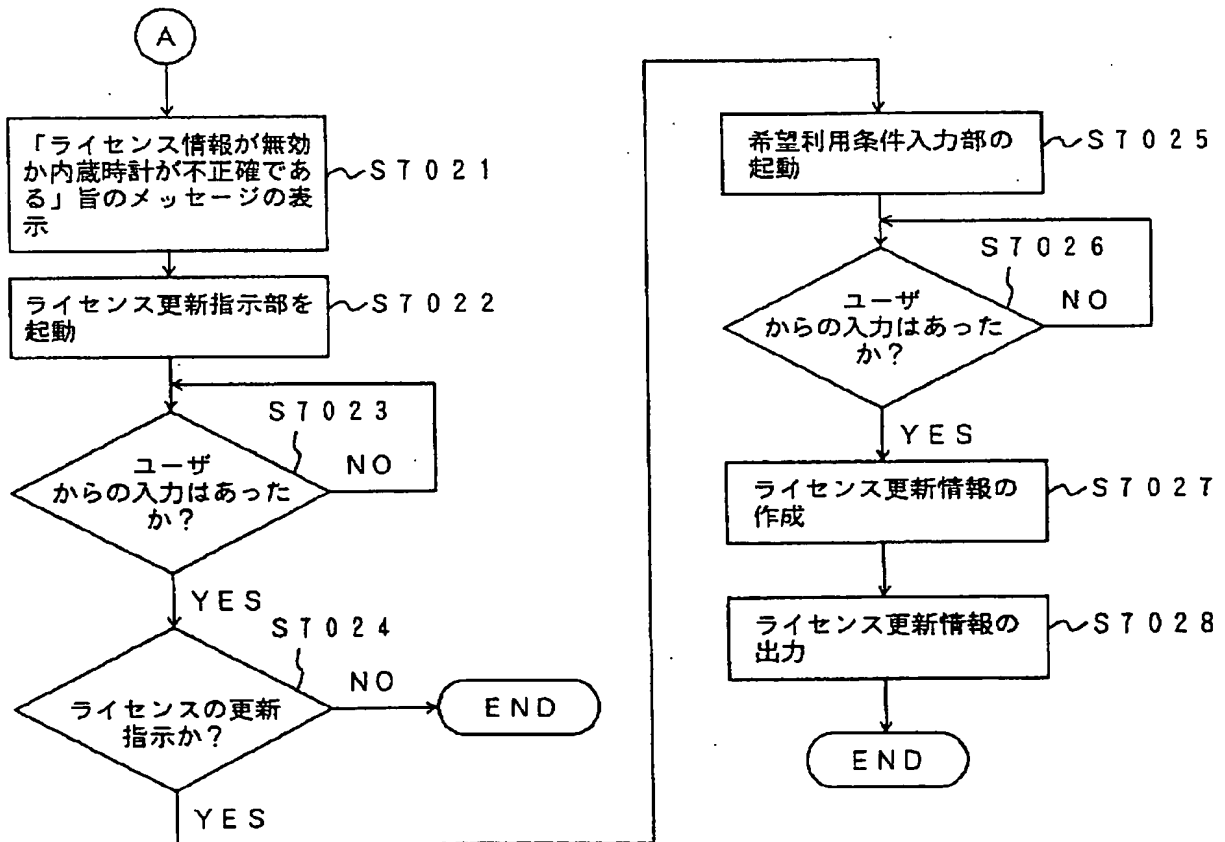 A
「ライセンス情報が無効
か内蔵時計が不正確であ
る」旨のメッセージの表
示
S7021
ライセンス更新指示部を
起動
S7022
S7023
ユーザ
からの入力はあった
か？
NO
YES
S7024
ライセンスの更新
指示か？
NO
END
YES
希望利用条件入力部の
起動
S7025
S7026
ユーザ
からの入力はあった
か？
NO
YES
ライセンス更新情報の
作成
S7027
ライセンス更新情報の
出力
S7028
END